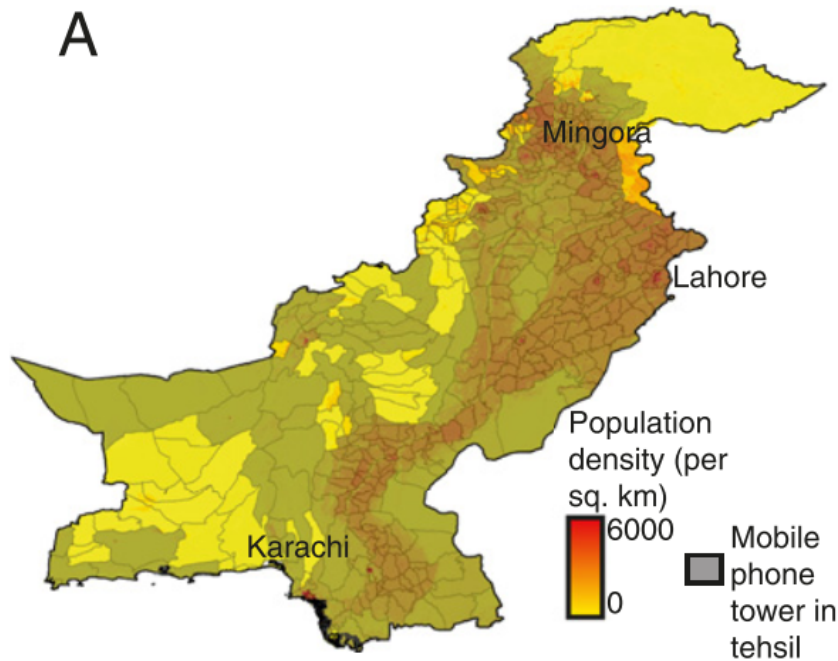 A
Mingora
Lahore
Karachi
Population
density (per
sq. km)
6000
0
Mobile
phone
tower in
tehsil